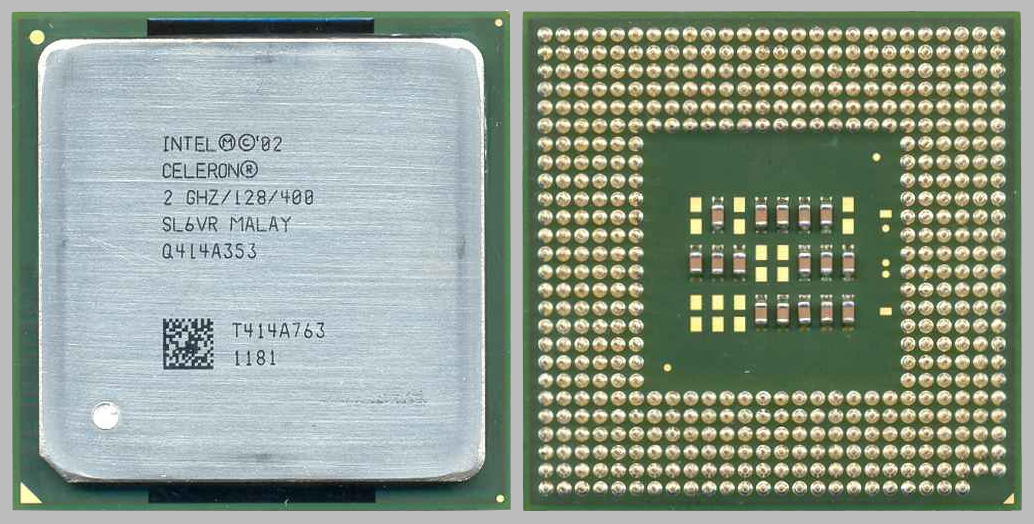 INTEL Ⓜ©'02
CELERON®
2 GHZ/128/400
SL6VR MALAY
Q414A353
T414A763
1181